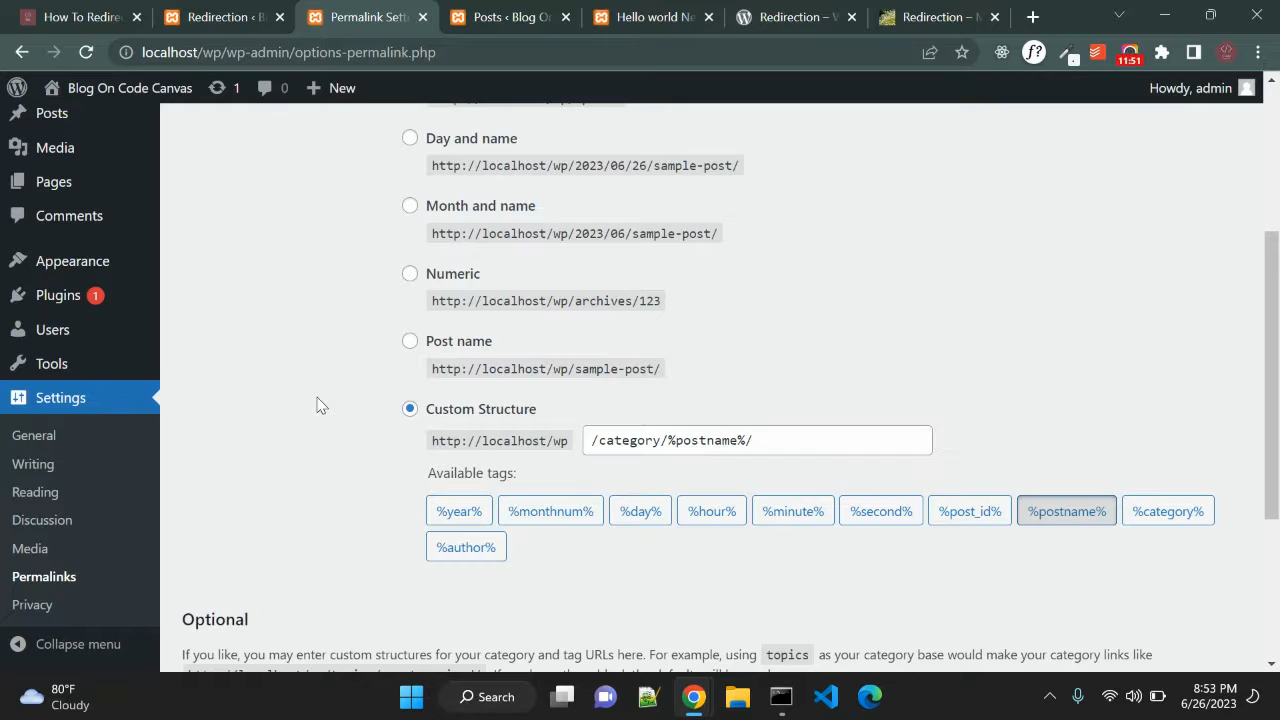 How To Redire
Redirection ‹ B
Permalink Sett
Posts ‹ Blog O
Hello world Ne
Redirection – W
Redirection – M
localhost/wp/wp-admin/options-permalink.php
f?
11:51
Blog On Code Canvas
1
0
New
Howdy, admin
Posts
Media
Pages
Comments
Appearance
Plugins 1
Users
Tools
Settings
General
Writing
Reading
Discussion
Media
Permalinks
Privacy
Collapse menu
Day and name
http://localhost/wp/2023/06/26/sample-post/
Month and name
http://localhost/wp/2023/06/sample-post/
Numeric
http://localhost/wp/archives/123
Post name
http://localhost/wp/sample-post/
Custom Structure
http://localhost/wp /category/%postname%/
Available tags:
%year% %monthnum% %day% %hour% %minute% %second% %post_id% %postname% %category%
%author%
Optional
If you like, you may enter custom structures for your category and tag URLs here. For example, using topics as your category base would make your category links like
80°F
Cloudy
Search
8:53 PM
6/26/2023